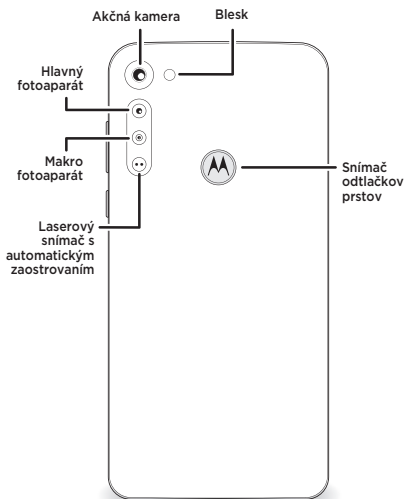 Akčná kamera
Blesk
Hlavný
fotoaparát
Makro
fotoaparát
Laserový
snímač s
automatickým
zaostrovaním
Snímač
odtlačkov
prstov